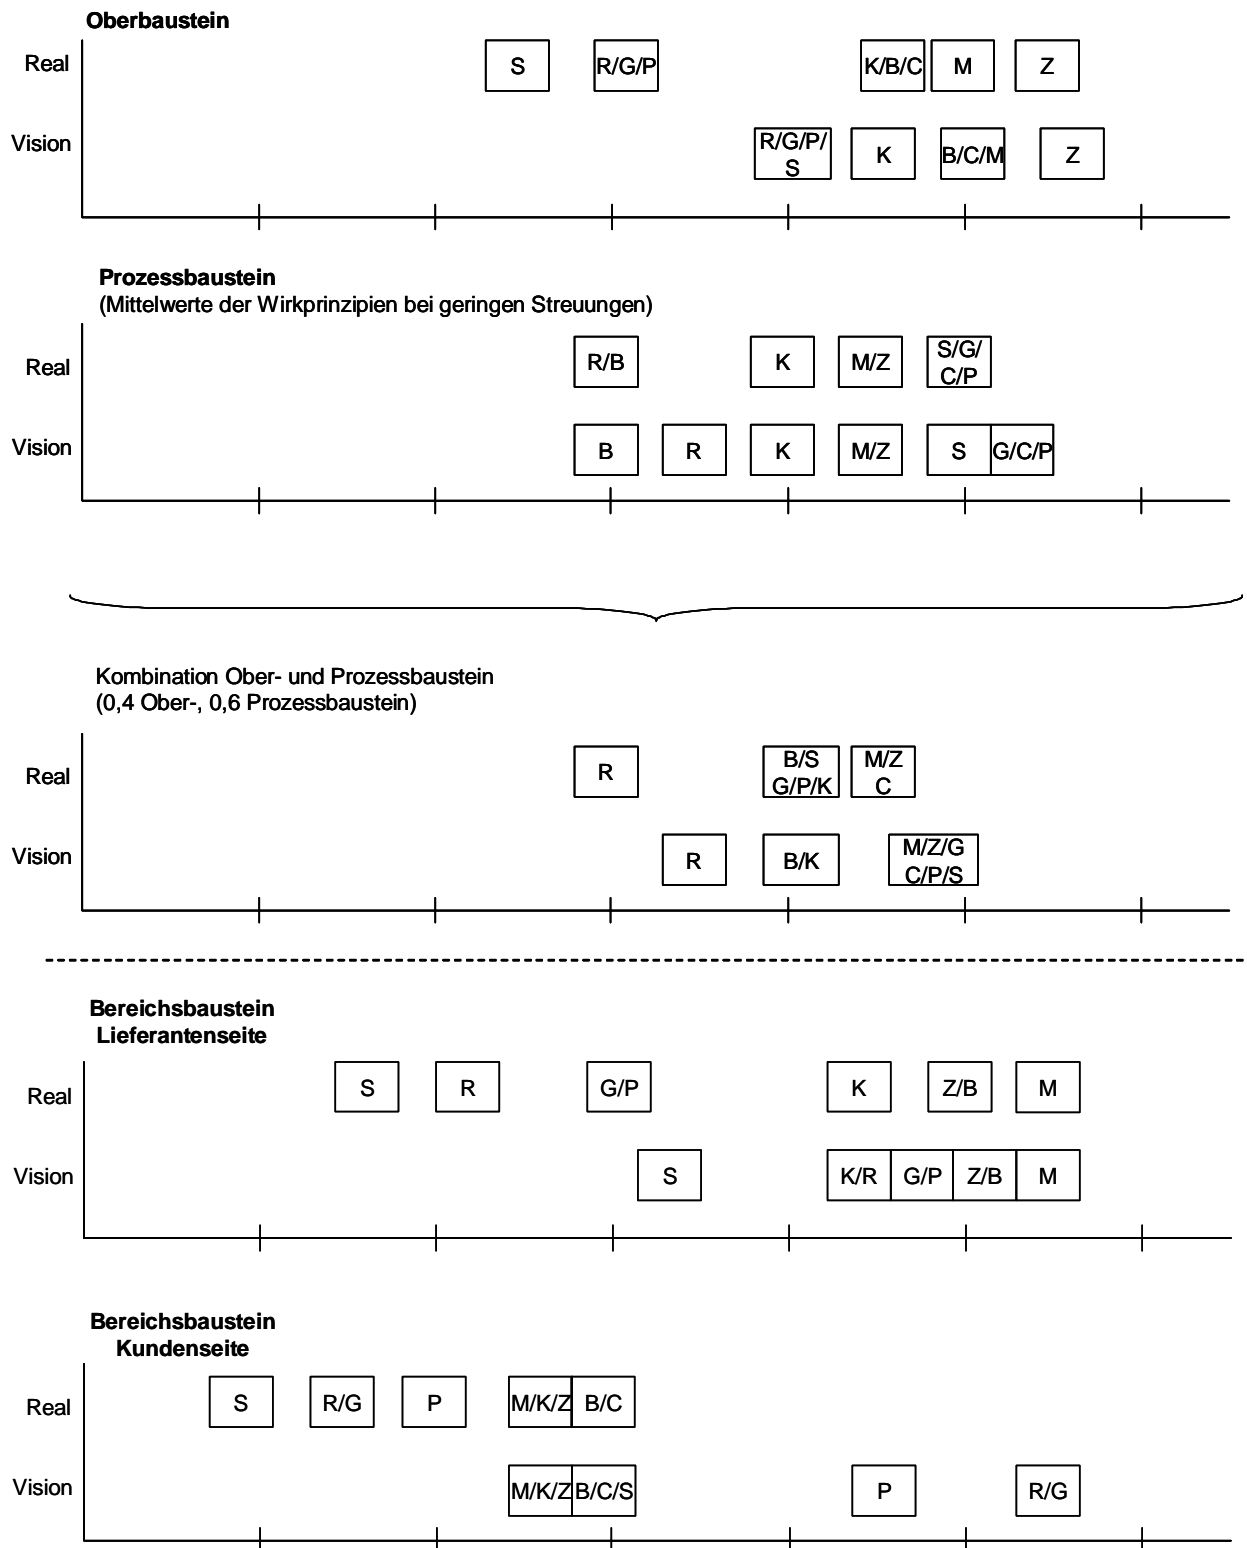 Oberbaustein
Real
S
R/G/P
K/B/C
M
Z
Vision
R/G/P/
S
K
B/C/M
Z
Prozessbaustein
(Mittelwerte der Wirkprinzipien bei geringen Streuungen)
Real
R/B
K
M/Z
S/G/
C/P
Vision
B
R
K
M/Z
S
G/C/P
Kombination Ober- und Prozessbaustein
(0,4 Ober-, 0,6 Prozessbaustein)
Real
R
B/S
G/P/K
M/Z
C
Vision
R
B/K
M/Z/G
C/P/S
Bereichsbaustein
Lieferantenseite
Real
S
R
G/P
K
Z/B
M
Vision
S
K/R
G/P
Z/B
M
Bereichsbaustein
Kundenseite
Real
S
R/G
P
M/K/Z
B/C
Vision
M/K/Z
B/C/S
P
R/G